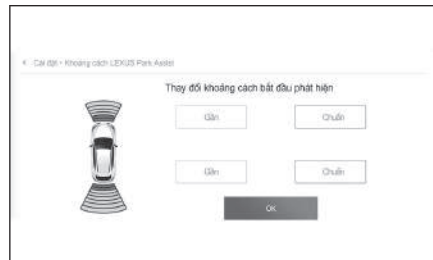 < Cài đặt - Khoảng cách LEXUS Park Assist
Thay đổi khoảng cách bắt đầu phát hiện
Gần Chuẩn
Gần Chuẩn
OK